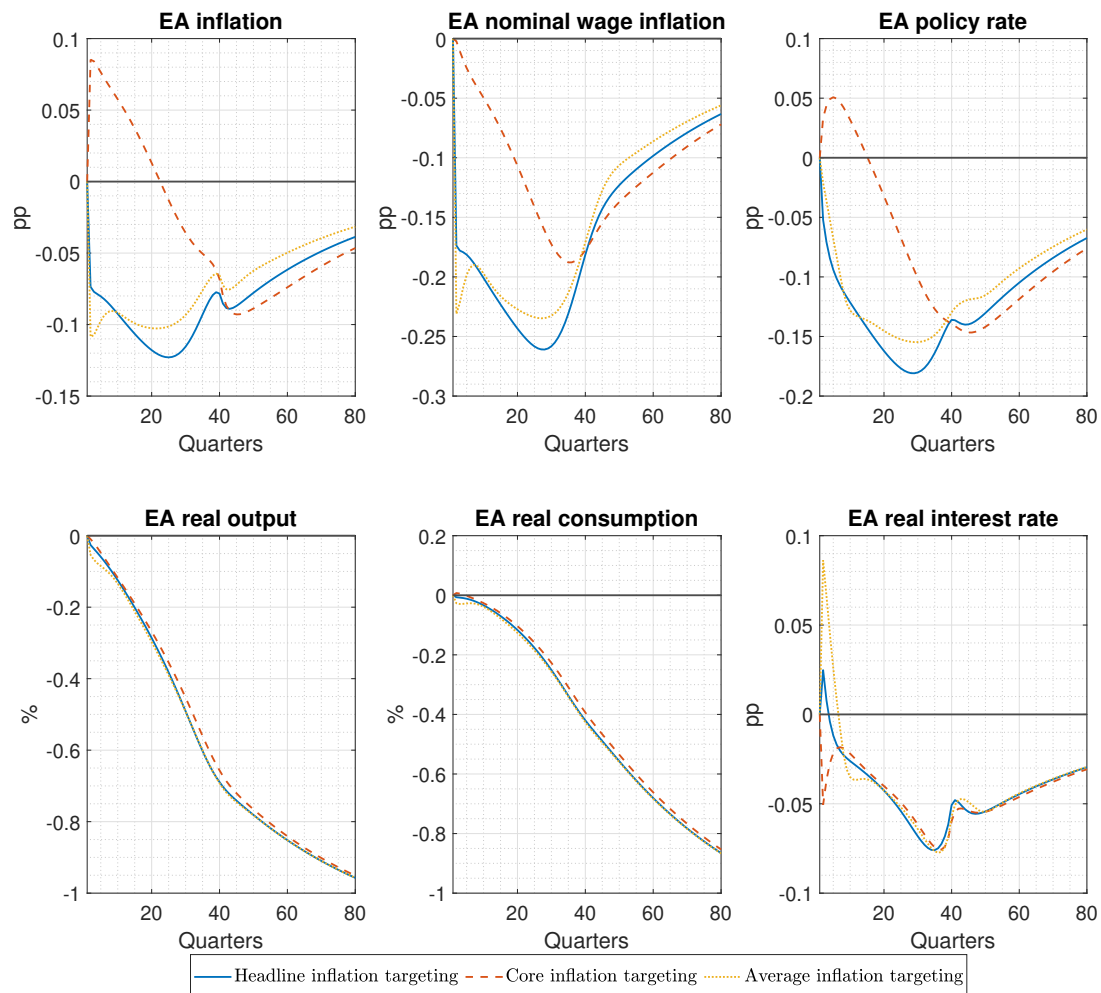 EA inflation
0.1
0.05
0
-0.05
-0.1
-0.15
pp
20 40 60 80
Quarters
EA nominal wage inflation
0
-0.05
-0.1
-0.15
-0.2
-0.25
-0.3
20 40 60 80
Quarters
EA policy rate
0.1
0.05
0
-0.05
-0.1
-0.15
-0.2
pp
20 40 60 80
Quarters
EA real output
0
-0.2
-0.4
-0.6
-0.8
-1
%
20 40 60 80
Quarters
EA real consumption
0.2
0
-0.2
-0.4
-0.6
-0.8
-1
%
20 40 60 80
Quarters
EA real interest rate
0.1
0.05
0
-0.05
-0.1
pp
20 40 60 80
Quarters
Headline inflation targeting Core inflation targeting Average inflation targeting